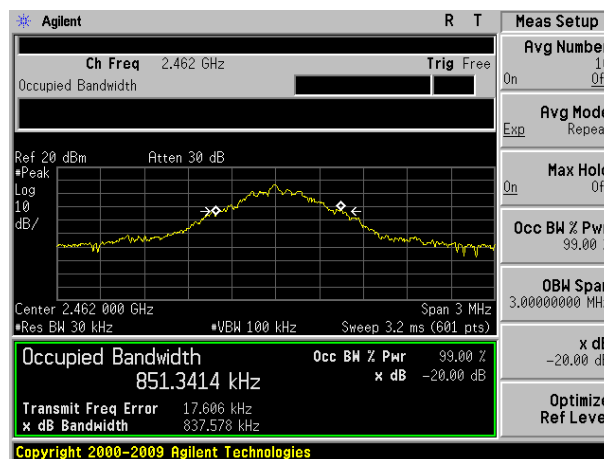 Agilent R T
Ch Freq 2.462 GHz Trig Free
Occupied Bandwidth
Ref 20 dBm Atten 30 dB
#Peak
Log
10
dB/
Center 2.462 000 GHz Span 3 MHz
#Res BW 30 kHz #VBW 100 kHz Sweep 3.2 ms (601 pts)
Occupied Bandwidth Occ BW % Pwr 99.00 %
851.3414 kHz x dB -20.00 dB
Transmit Freq Error 17.606 kHz
x dB Bandwidth 837.578 kHz
Copyright 2000-2009 Agilent Technologies
Meas Setup
Avg Number
10
On Of
Avg Mode
Exp Repea
Max Hold
On Of
Occ BW % Pwr
99.00
OBW Span
3.00000000 MH
x dB
-20.00 dB
Optimize
Ref Level